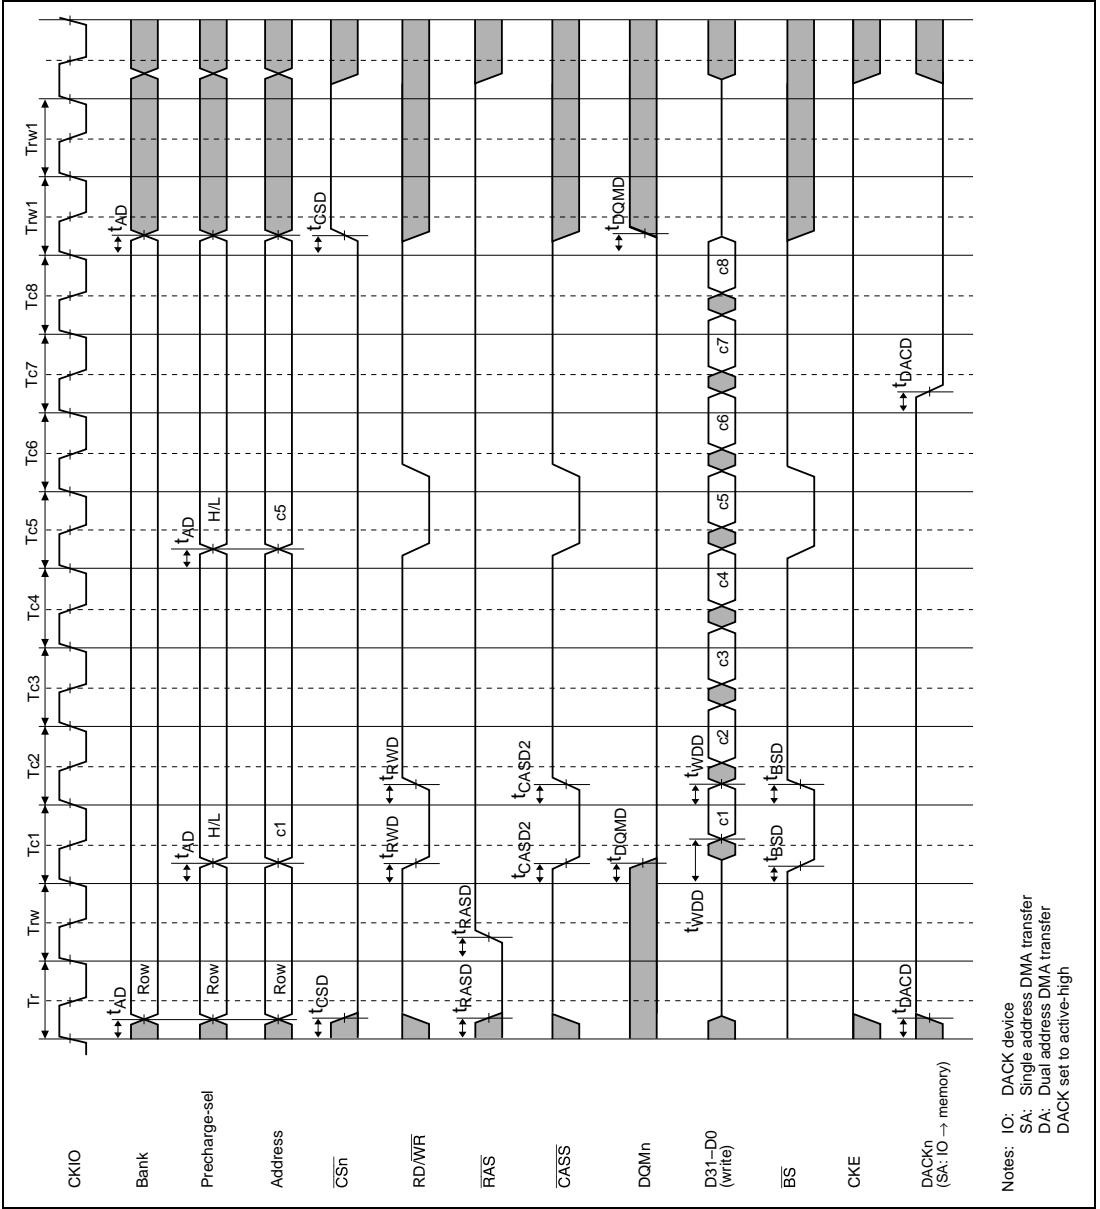 Tr Trw Tc1 Tc2 Tc3 Tc4 Tc5 Tc6 Tc7 Tc8 Trw1 Trw1
CKIO
Bank
tAD Row tAD
Precharge-sel
Row tAD H/L tAD H/L
Address
Row c1 c5
CSn
tCSD tCSD
RD/WR
tRWD tRWD
RAS
tRASD tRASD
CASS
tCASD2 tCASD2
DQMn
tDQMD tDQMD
D31–D0
(write)
tWDD tWDD
c1 c2 c3 c4 c5 c6 c7 c8
BS
tBSD tBSD
CKE
DACKn
(SA: IO → memory)
tDACD tDACD
Notes: IO: DACK device
SA: Single address DMA transfer
DA: Dual address DMA transfer
DACK set to active-high